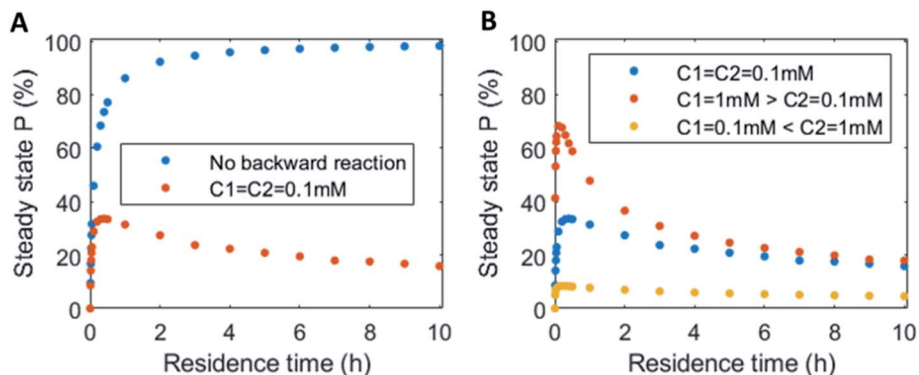 A
B
Steady state P (%)
100
80
60
40
20
0
No backward reaction
C1=C2=0.1mM
0 2 4 6 8 10
Residence time (h)
Steady state P (%)
100
80
60
40
20
0
C1=C2=0.1mM
C1=1mM > C2=0.1mM
C1=0.1mM < C2=1mM
0 2 4 6 8 10
Residence time (h)